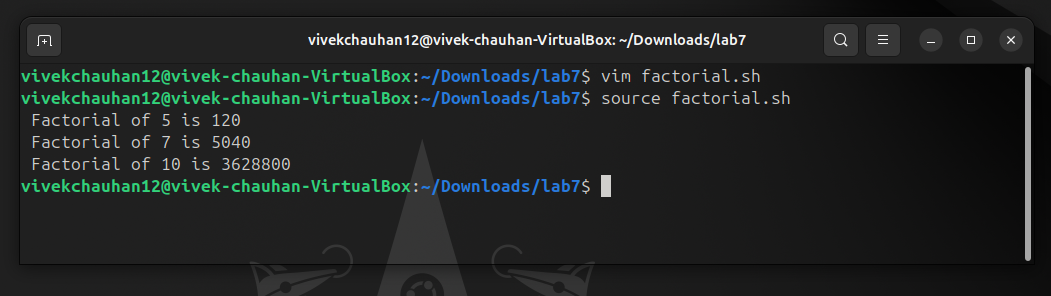 vivekchauhan12@vivek-chauhan-VirtualBox: ~/Downloads/lab7
vivekchauhan12@vivek-chauhan-VirtualBox:~/Downloads/lab7$ vim factorial.sh
vivekchauhan12@vivek-chauhan-VirtualBox:~/Downloads/lab7$ source factorial.sh
Factorial of 5 is 120
Factorial of 7 is 5040
Factorial of 10 is 3628800
vivekchauhan12@vivek-chauhan-VirtualBox:~/Downloads/lab7$